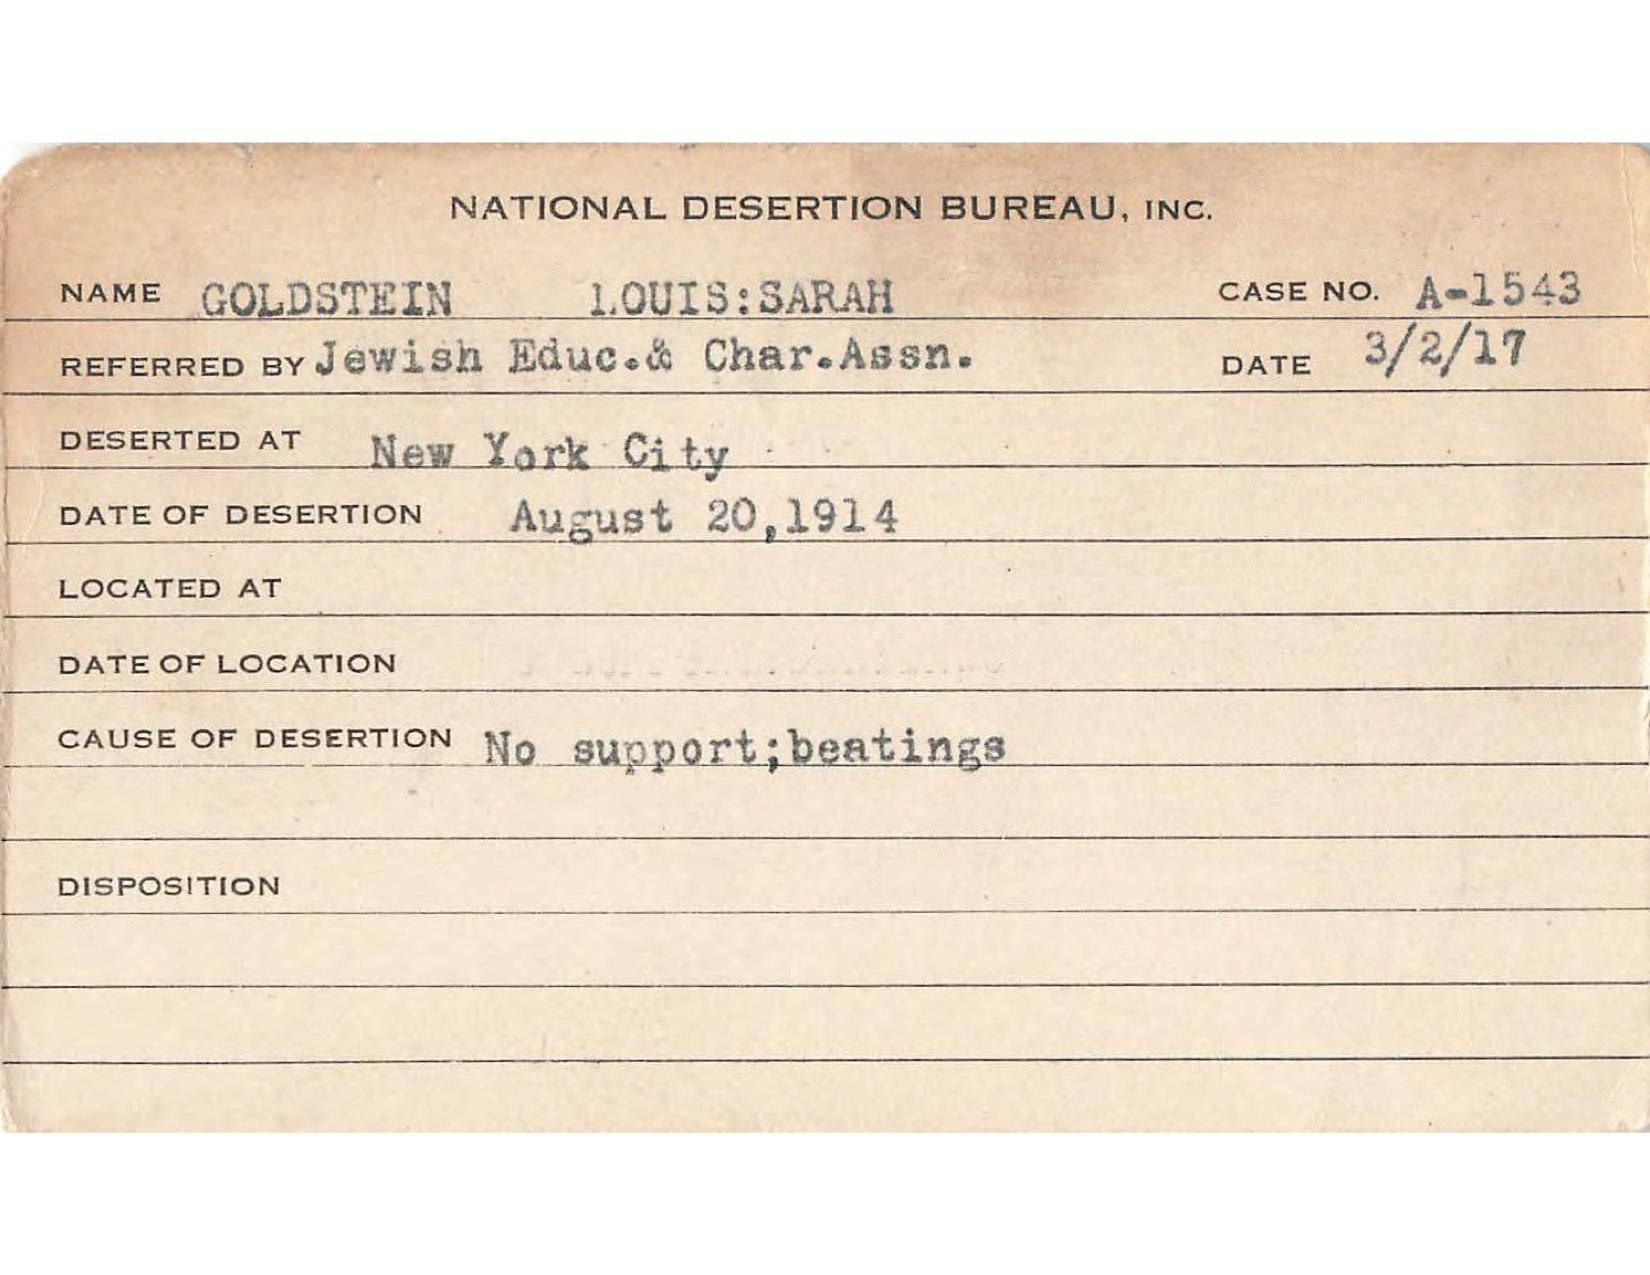 NATIONAL DESERTION BUREAU, INC.
NAME GOLDSTEIN LOUIS:SARAH CASE NO. A-1543
REFERRED BY Jewish Educ.& Char.Assn. DATE 3/2/17
DESERTED AT New York City
DATE OF DESERTION August 20,1914
LOCATED AT
DATE OF LOCATION
CAUSE OF DESERTION No support;beatings
DISPOSITION